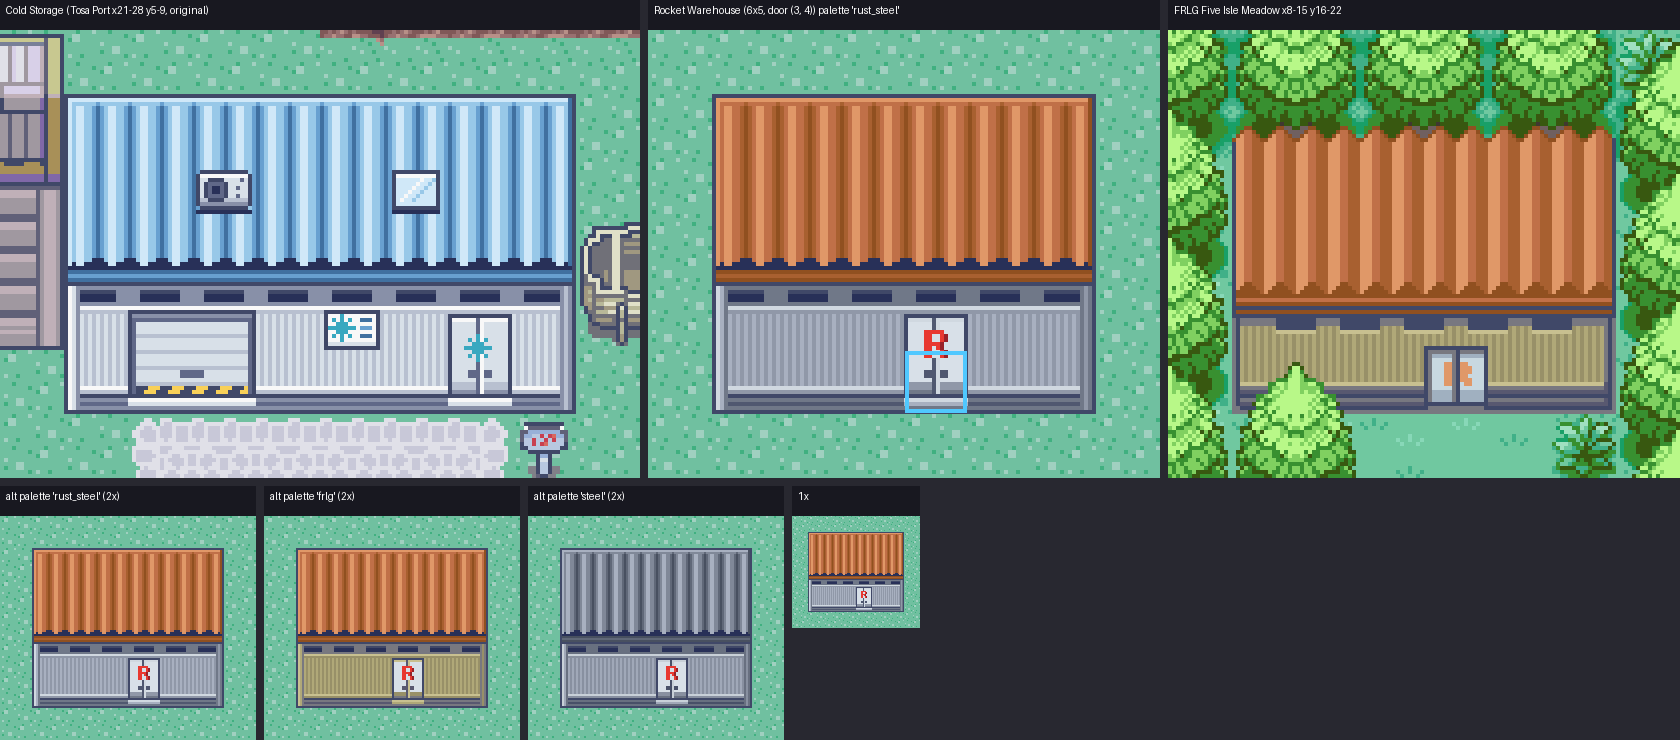 Cold Storage (Tosa Port x21-28 y5-9, original)
Rocket Warehouse (6x5, door (3, 4)) palette 'rust_steel'
FRLG Five Isle Meadow x8-15 y16-22
R
R
alt palette 'rust_steel' (2x)
alt palette 'frlg' (2x)
alt palette 'steel' (2x)
1x
R
R
R
R